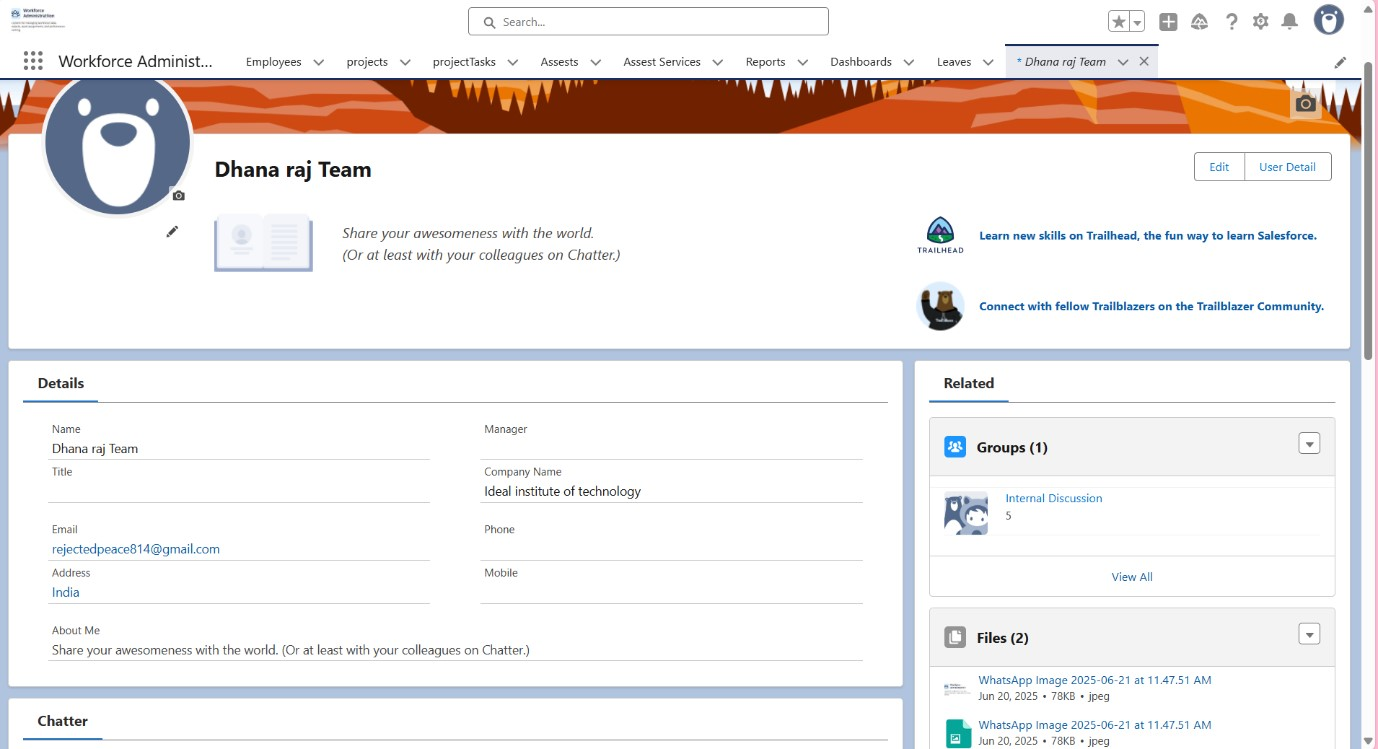 Workforce
Administration
Search...
Workforce Administ...
Employees
projects
projectTasks
Assests
Assest Services
Reports
Dashboards
Leaves
* Dhana raj Team
Dhana raj Team
Edit
User Detail
Share your awesomeness with the world.
(Or at least with your colleagues on Chatter.)
TRAILHEAD
Learn new skills on Trailhead, the fun way to learn Salesforce.
Connect with fellow Trailblazers on the Trailblazer Community.
Details
Name
Dhana raj Team
Manager
Title
Company Name
Ideal institute of technology
Email
rejectedpeace814@gmail.com
Phone
Address
India
Mobile
About Me
Share your awesomeness with the world. (Or at least with your colleagues on Chatter.)
Chatter
Related
Groups (1)
Internal Discussion
5
View All
Files (2)
WhatsApp Image 2025-06-21 at 11.47.51 AM
Jun 20, 2025 • 78KB • jpeg
WhatsApp Image 2025-06-21 at 11.47.51 AM
Jun 20, 2025 • 78KB • jpeg